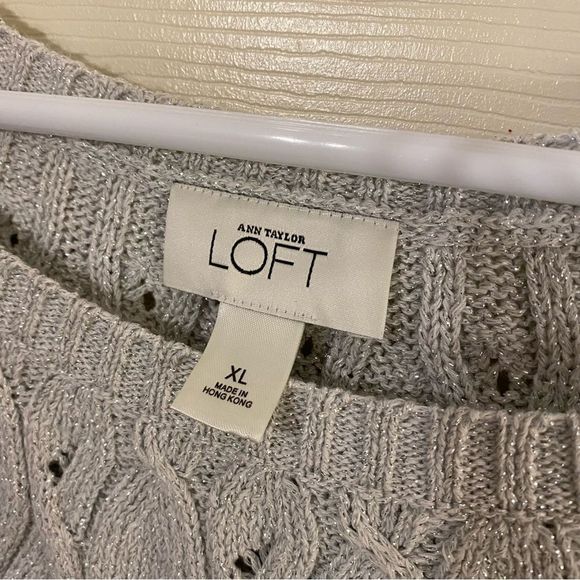 ANN TAYLOR
LOFT
XL
MADE IN
HONG KONG